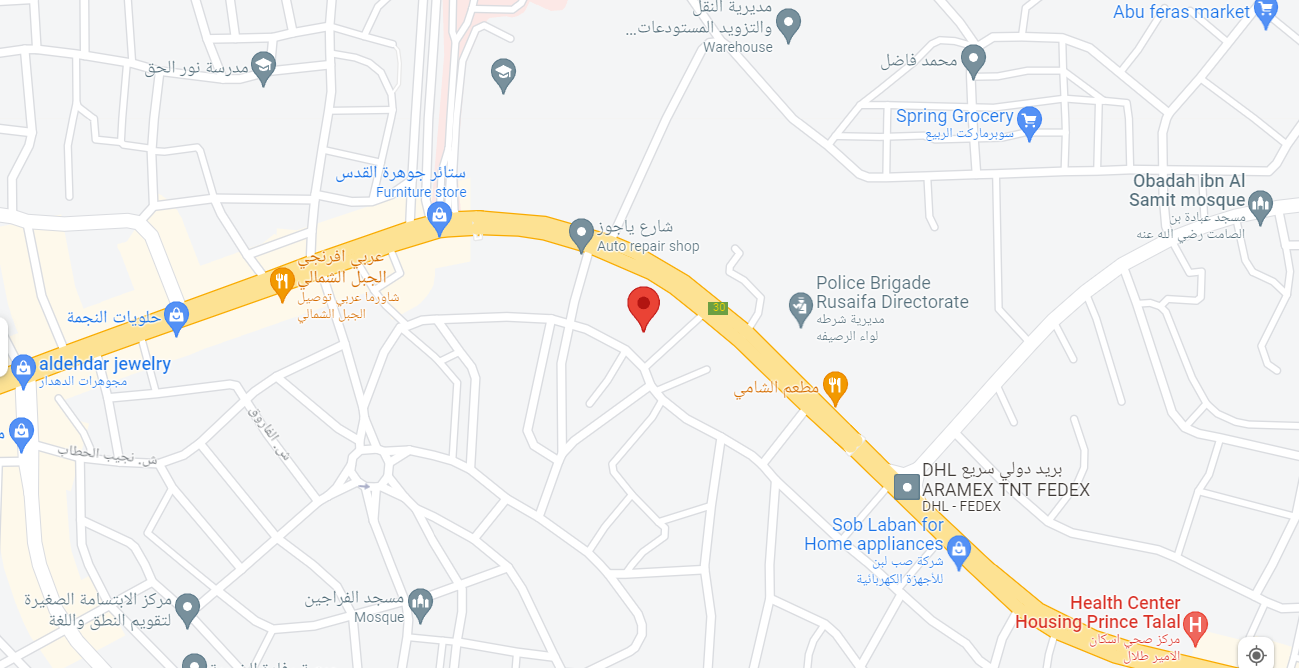 مديرية النقل
والتزويد المستودعات...
Warehouse
Abu feras market
مدرسة نور الحق
محمد فاضل
Spring Grocery
سوبرماركت الربيع
ستائر جوهرة القدس
Furniture store
Obadah ibn Al
Samit mosque
مسجد عبادة بن
الصامت رضي الله عنه
شارع ياجوز
Auto repair shop
عربي افرنجي
الجبل الشمالي
شاورما عربي توصيل
الجبل الشمالي
Police Brigade
Rusaifa Directorate
مديرية شرطه
لواء الرصيفه
30
حلويات النجمة
aldehdar jewelry
مجوهرات الدهدار
مطعم الشامي
ش. الفاروق
ش. نجيب الحطاب
DHL بريد دولي سريع
ARAMEX TNT FEDEX
DHL - FEDEX
Sob Laban for
Home appliances
شركة صب لبن
للأجهزة الكهربائية
مركز الابتسامة الصغيرة
لتقويم النطق واللغة
مسجد الفراجين
Mosque
Health Center
Housing Prince Talal
مركز صحي اسكان
الامير طلال
H